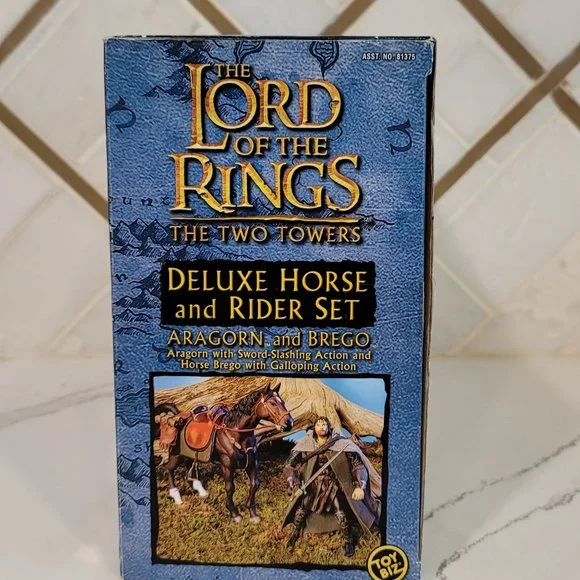 ASST. NO. 81375
THE
LORD
OF THE
RINGS
THE TWO TOWERS
DELUXE HORSE
and RIDER SET
ARAGORN and BREGO
Aragorn with Sword-Slashing Action and
Horse Brego with Galloping Action
TOY
BIZ